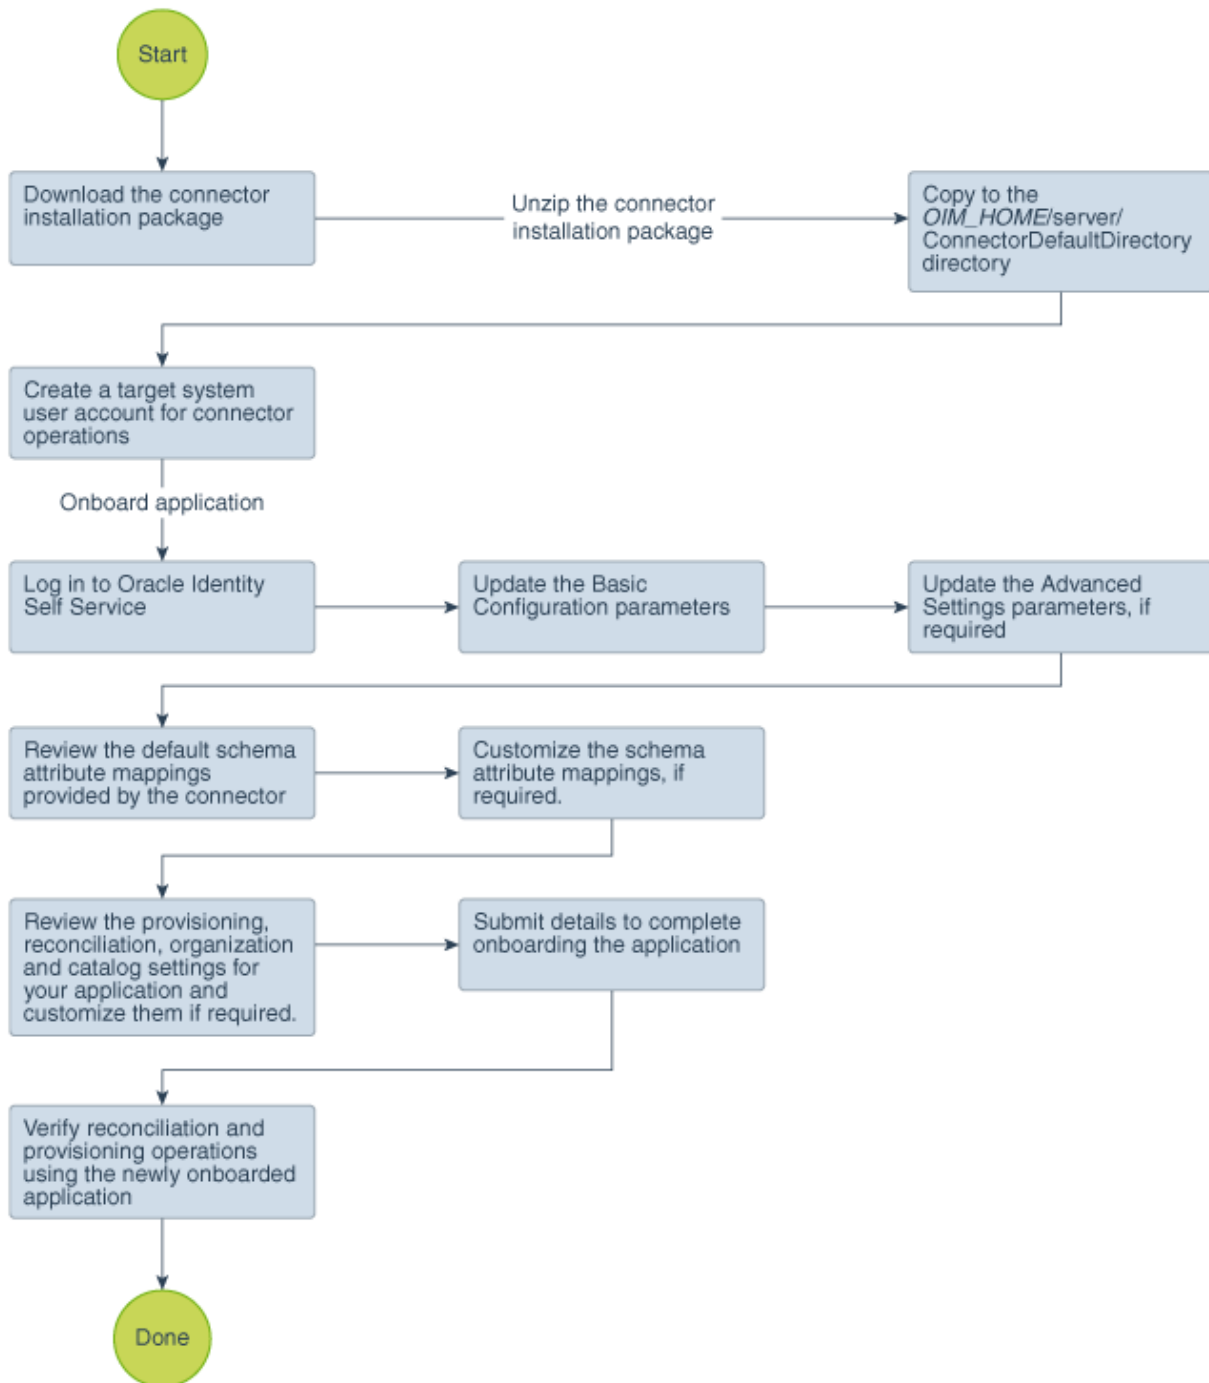 Start
Download the connector
installation package
Unzip the connector
installation package
Copy to the
OIM_HOME/server/
ConnectorDefaultDirectory
directory
Create a target system
user account for connector
operations
Onboard application
Log in to Oracle Identity
Self Service
Update the Basic
Configuration parameters
Update the Advanced
Settings parameters, if
required
Review the default schema
attribute mappings
provided by the connector
Customize the schema
attribute mappings, if
required.
Review the provisioning,
reconciliation, organization
and catalog settings for
your application and
customize them if required.
Submit details to complete
onboarding the application
Verify reconciliation and
provisioning operations
using the newly onboarded
application
Done